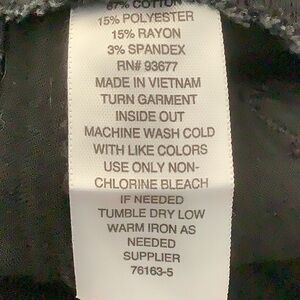 67% COTTON
15% POLYESTER
15% RAYON
3% SPANDEX
RN# 93677
MADE IN VIETNAM
TURN GARMENT
INSIDE OUT
MACHINE WASH COLD
WITH LIKE COLORS
USE ONLY NON-
CHLORINE BLEACH
IF NEEDED
TUMBLE DRY LOW
WARM IRON AS
NEEDED
SUPPLIER
76163-5